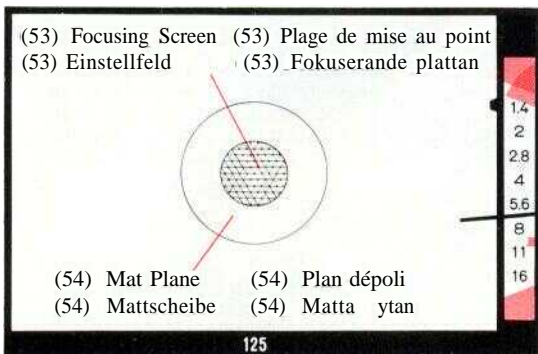 (53) Focusing Screen (53) Plage de mise au point
(53) Einstellfeld (53) Fokuserande plattan
1.4
2
2.8
4
5.6
8
11
16
(54) Mat Plane (54) Plan dépoli
(54) Mattscheibe (54) Matta ytan
125